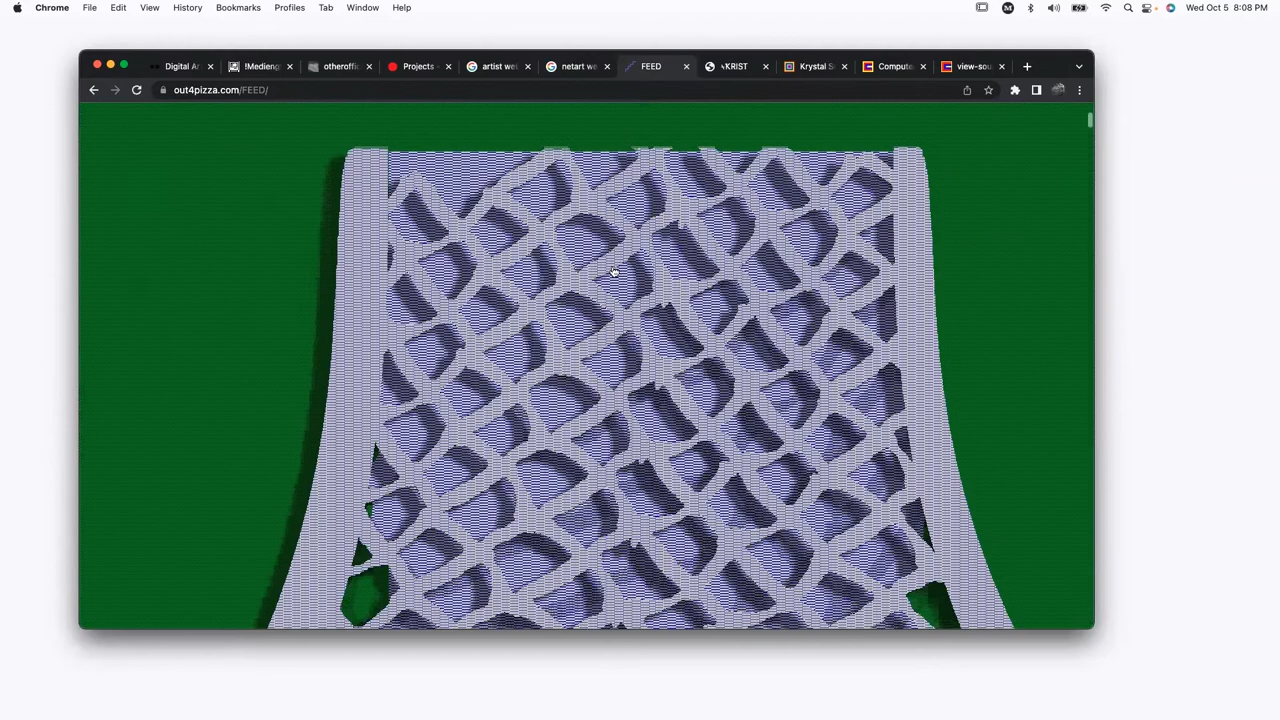 Chrome File Edit View History Bookmarks Profiles Tab Window Help Wed Oct 5 8:08 PM
Digital Ar !Medieng otheroffic Projects - artist we netart we FEED ›KRIST Krystal S Compute view-sou
out4pizza.com/FEED/